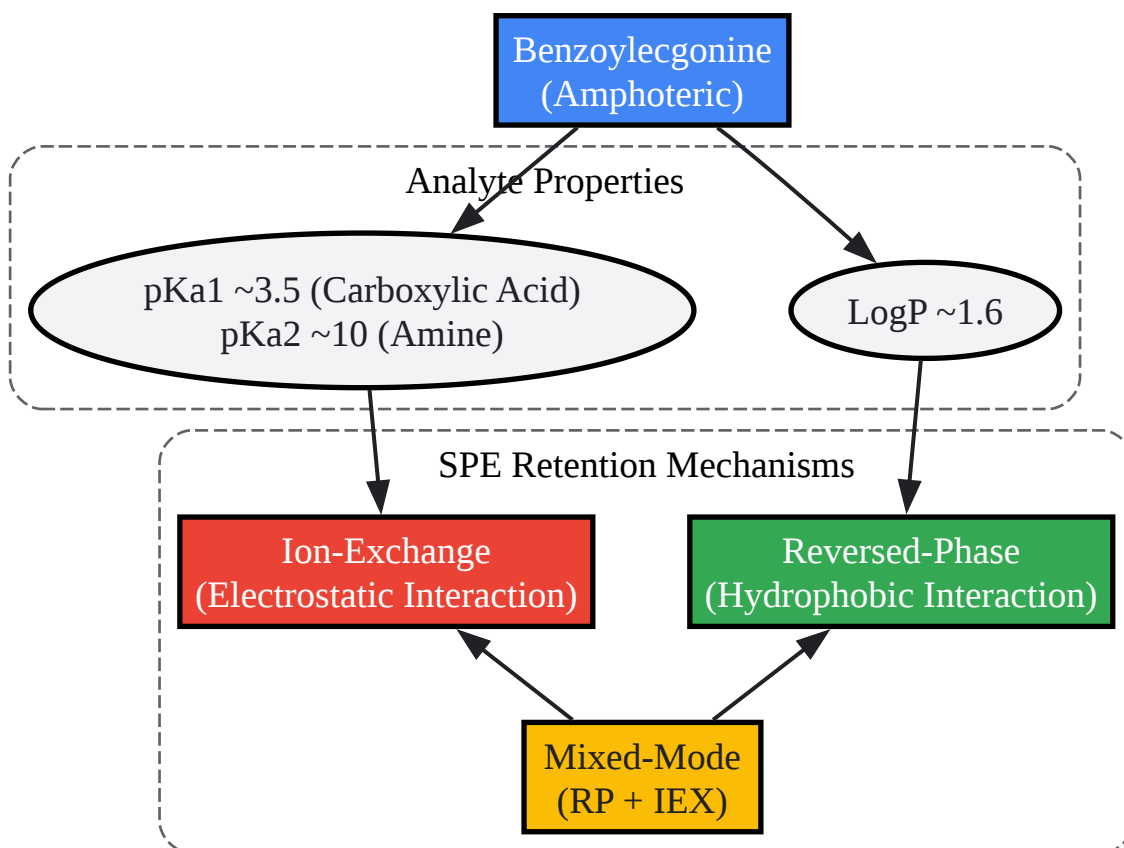 Benzoylecgonine
(Amphoteric)
Analyte Properties
pKa1 ~3.5 (Carboxylic Acid)
pKa2 ~10 (Amine)
LogP ~1.6
SPE Retention Mechanisms
Ion-Exchange
(Electrostatic Interaction)
Reversed-Phase
(Hydrophobic Interaction)
Mixed-Mode
(RP + IEX)